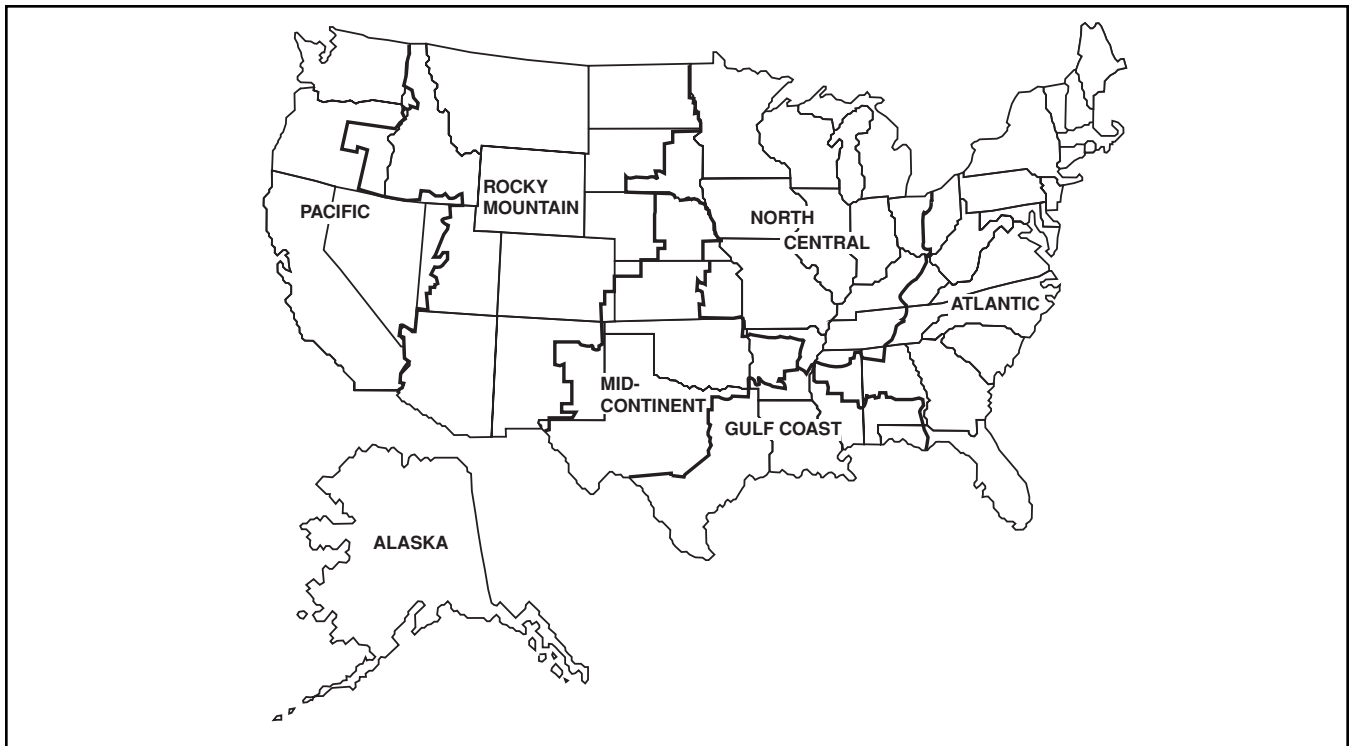 PACIFIC
ROCKY
MOUNTAIN
NORTH
CENTRAL
ATLANTIC
MID-
CONTINENT
GULF COAST
ALASKA